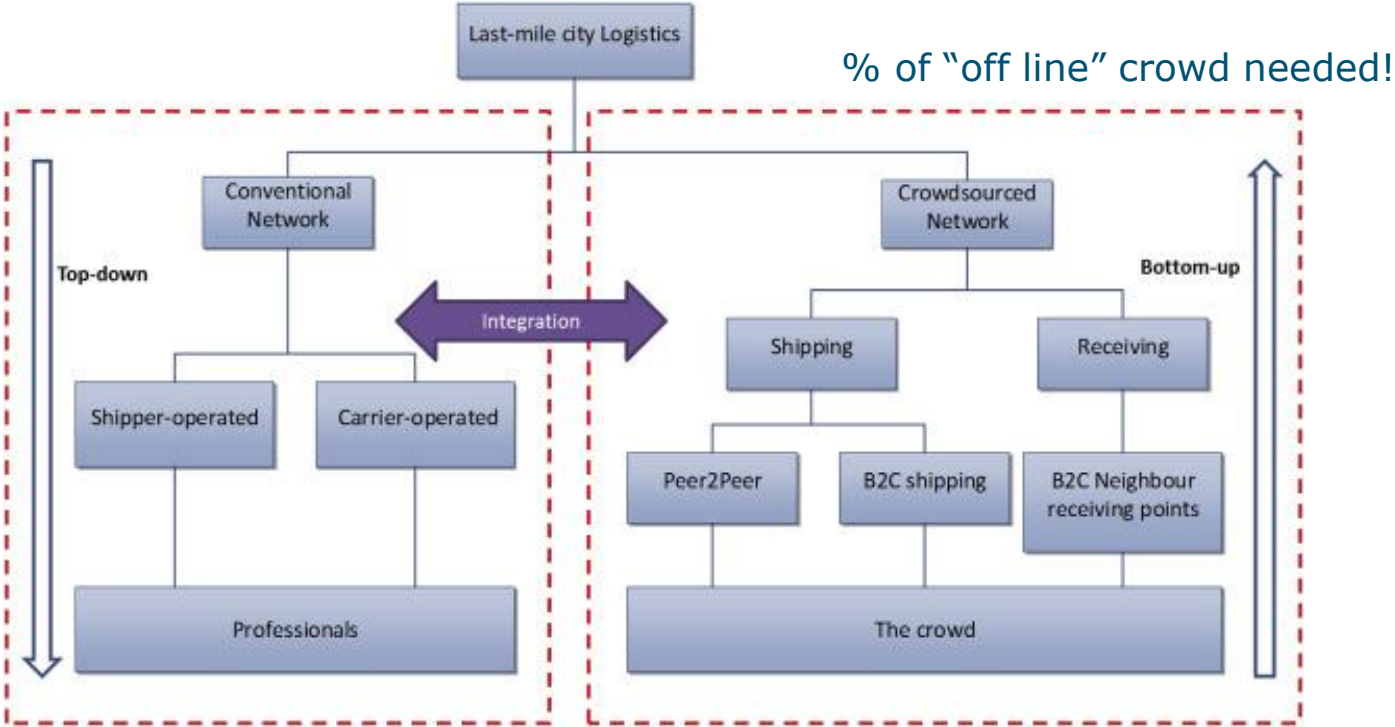 Last-mile city Logistics
% of “off line” crowd needed!
Conventional
Network
Crowdsourced
Network
Top-down
Bottom-up
Integration
Shipping
Receiving
Shipper-operated
Carrier-operated
Peer2Peer
B2C shipping
B2C Neighbour
receiving points
Professionals
The crowd